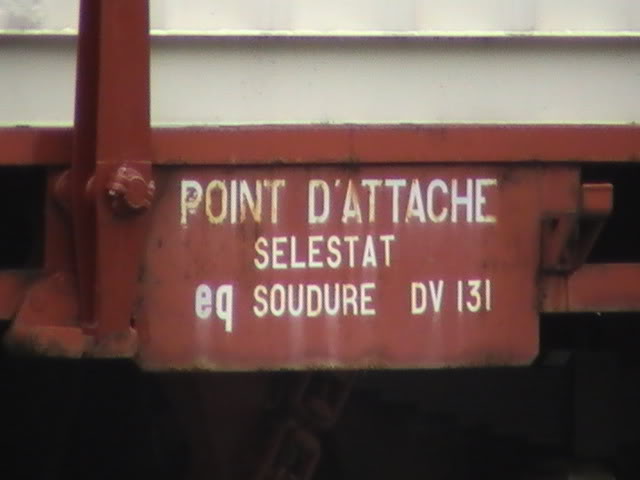 POINT D'ATTACHE
SELESTAT
eq SOUDURE DV 131